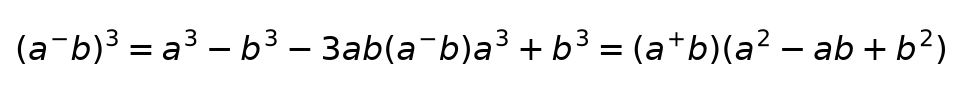 (a⁻b)³ = a³ − b³ − 3ab(a⁻b)a³ + b³ = (a⁺b)(a² − ab + b²)